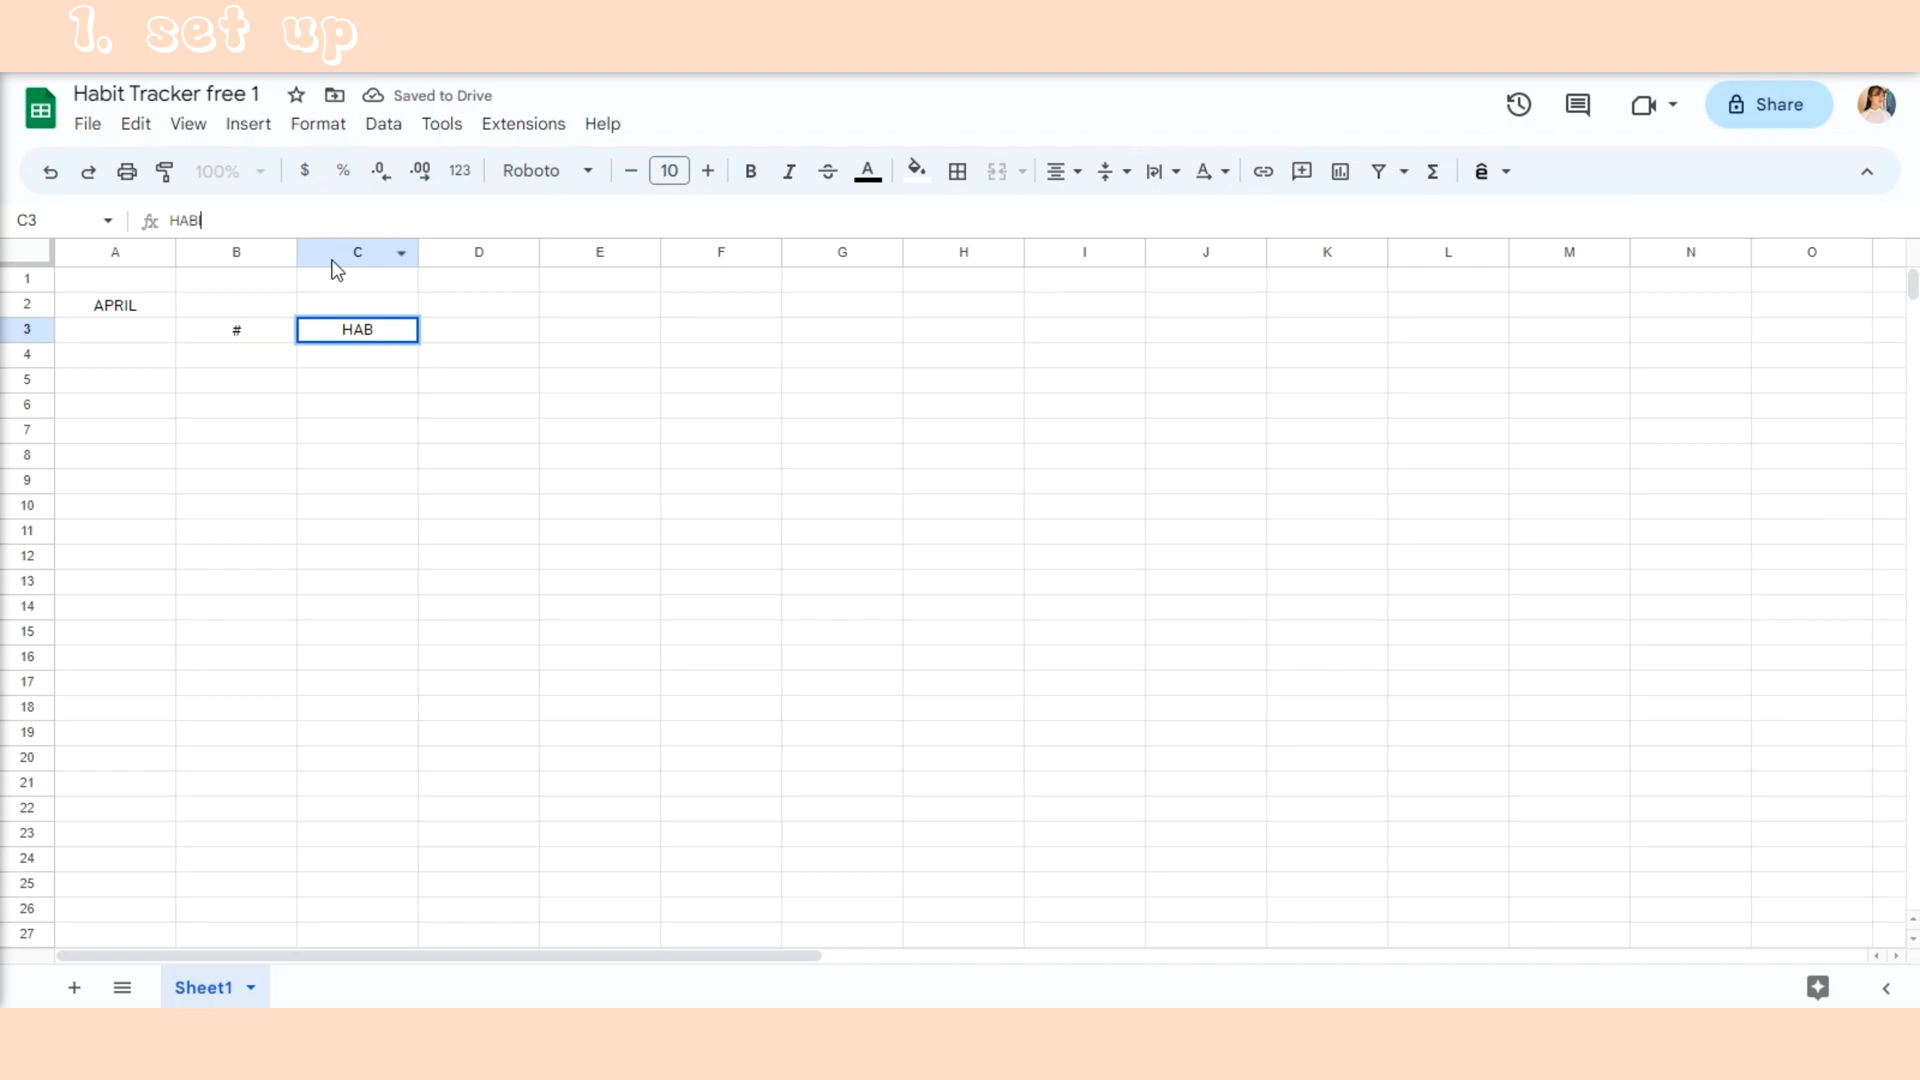 1. set up
Habit Tracker free 1 Saved to Drive Share
File Edit View Insert Format Data Tools Extensions Help
100% $ % .0 .00 123 Roboto 10 B I A
C3 fx HABI
A B C D E F G H I J K L M N O
1
2 APRIL
3 # HAB
4
5
6
7
8
9
10
11
12
13
14
15
16
17
18
19
20
21
22
23
24
25
26
27
Sheet1